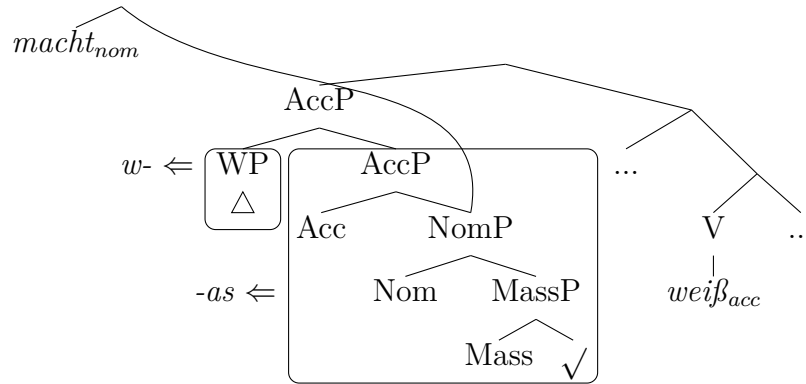 macht_nom
AccP
w- ⇐ WP AccP ...
△
Acc NomP V ..
-as ⇐ Nom MassP weiß_acc
Mass √